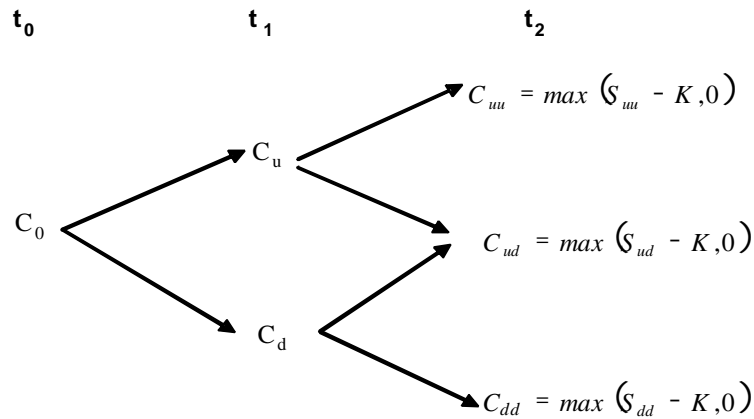 t0 t1 t2
Cuu = max (Suu - K,0)
Cu
C0
Cud = max (Sud - K,0)
Cd
Cdd = max (Sdd - K,0)